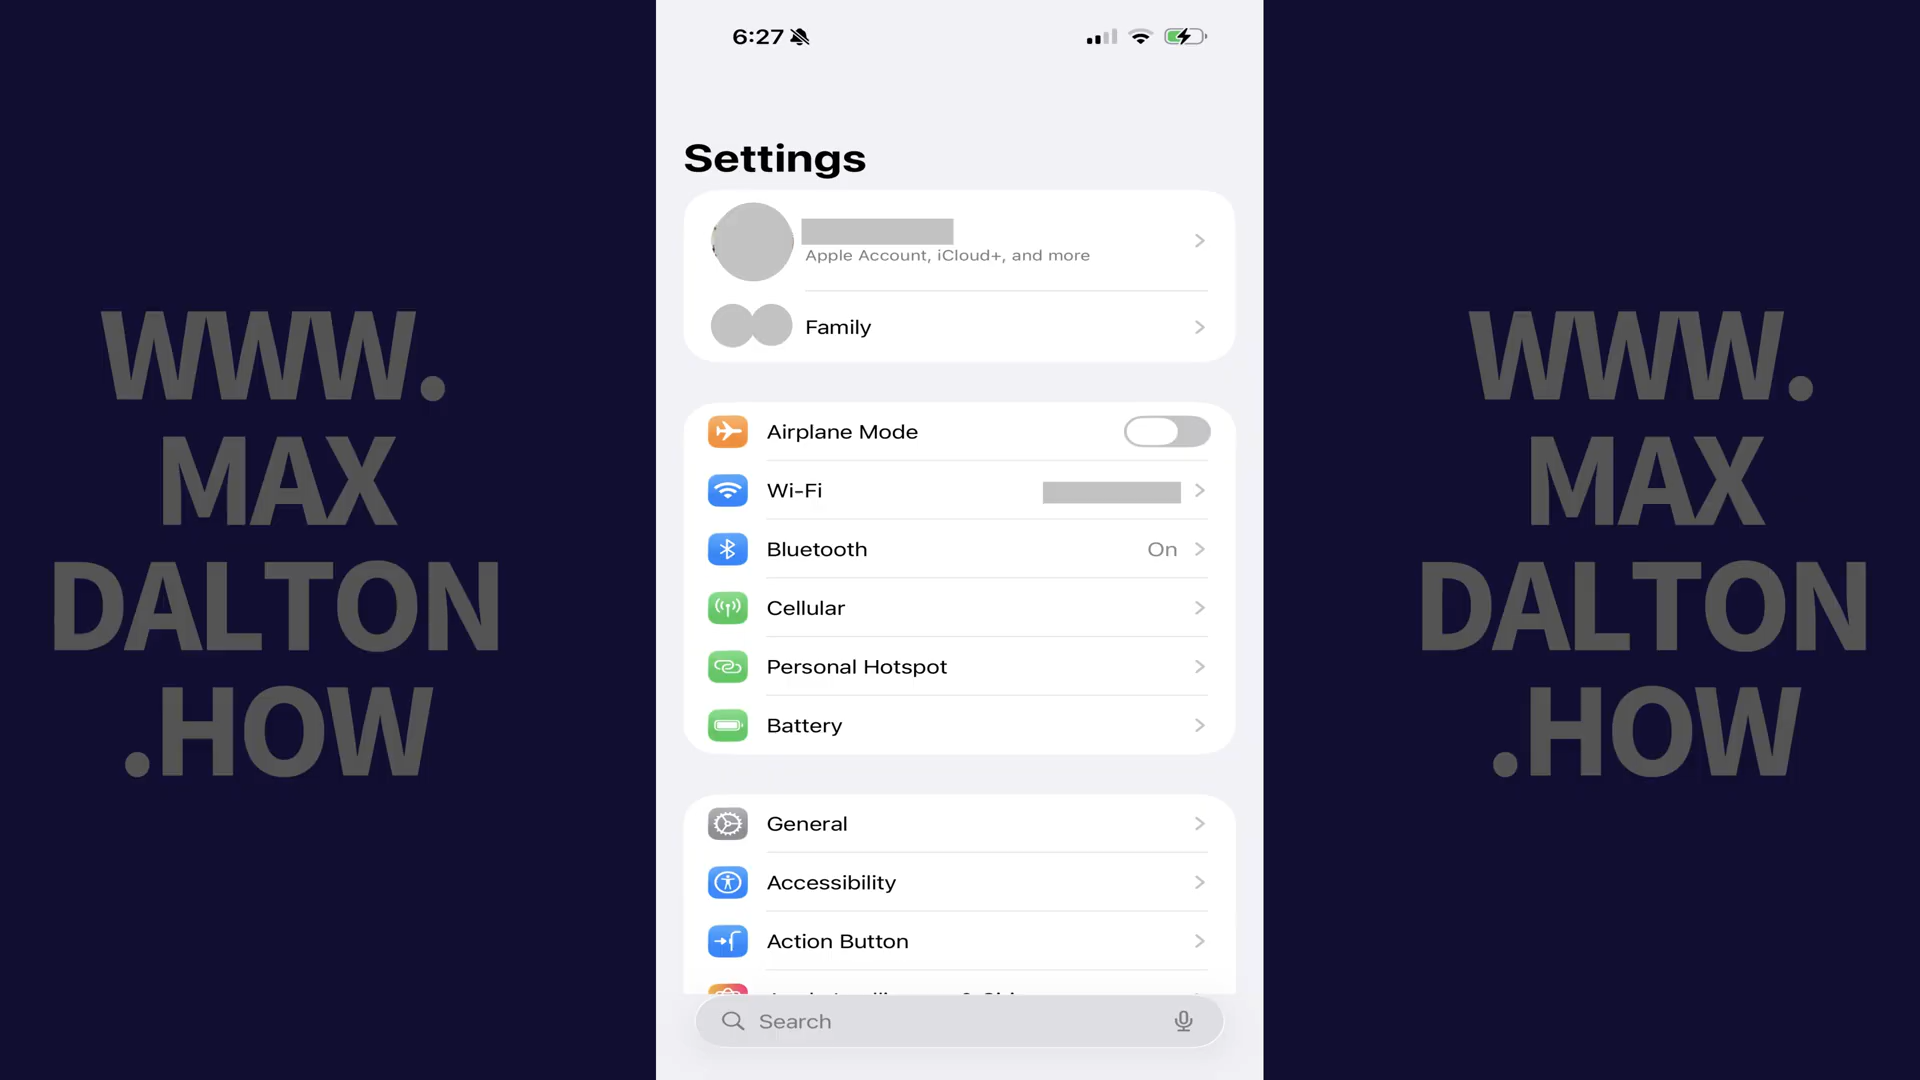 WWW.
MAX
DALTON
.HOW
6:27
Settings
Apple Account, iCloud+, and more
Family
Airplane Mode
Wi-Fi
Bluetooth On
Cellular
Personal Hotspot
Battery
General
Accessibility
Action Button
Search
WWW.
MAX
DALTON
.HOW